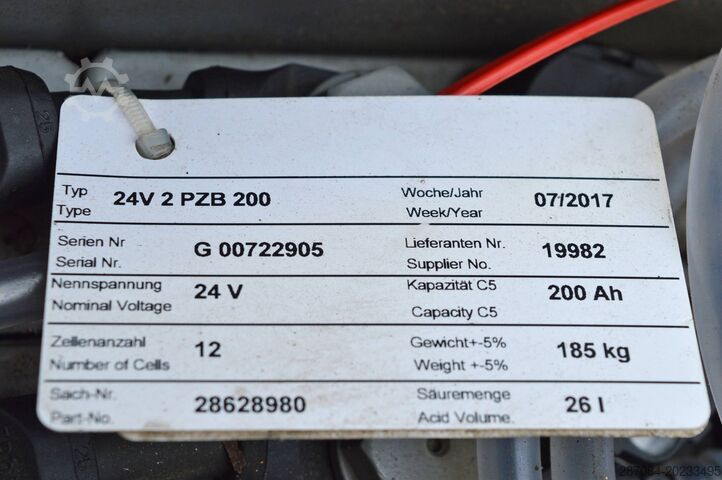 Typ 24V 2 PZB 200 Woche/Jahr 07/2017
Type Week/Year
Serien Nr G 00722905 Lieferanten Nr. 19982
Serial Nr. Supplier No.
Nennspannung 24 V Kapazität C5 200 Ah
Nominal Voltage Capacity C5
Zellenanzahl 12 Gewicht+-5% 185 kg
Number of Cells Weight +-5%
Sach-Nr. 28628980 Säuremenge 26 l
Part-No. Acid Volume.
287084-20233495